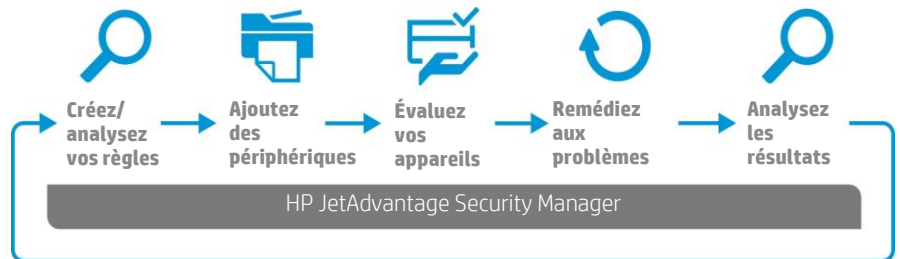 Créez/
analysez
vos règles
Ajoutez
des
périphériques
Évaluez
vos
appareils
Remédiez
aux
problèmes
Analysez
les
résultats
HP JetAdvantage Security Manager